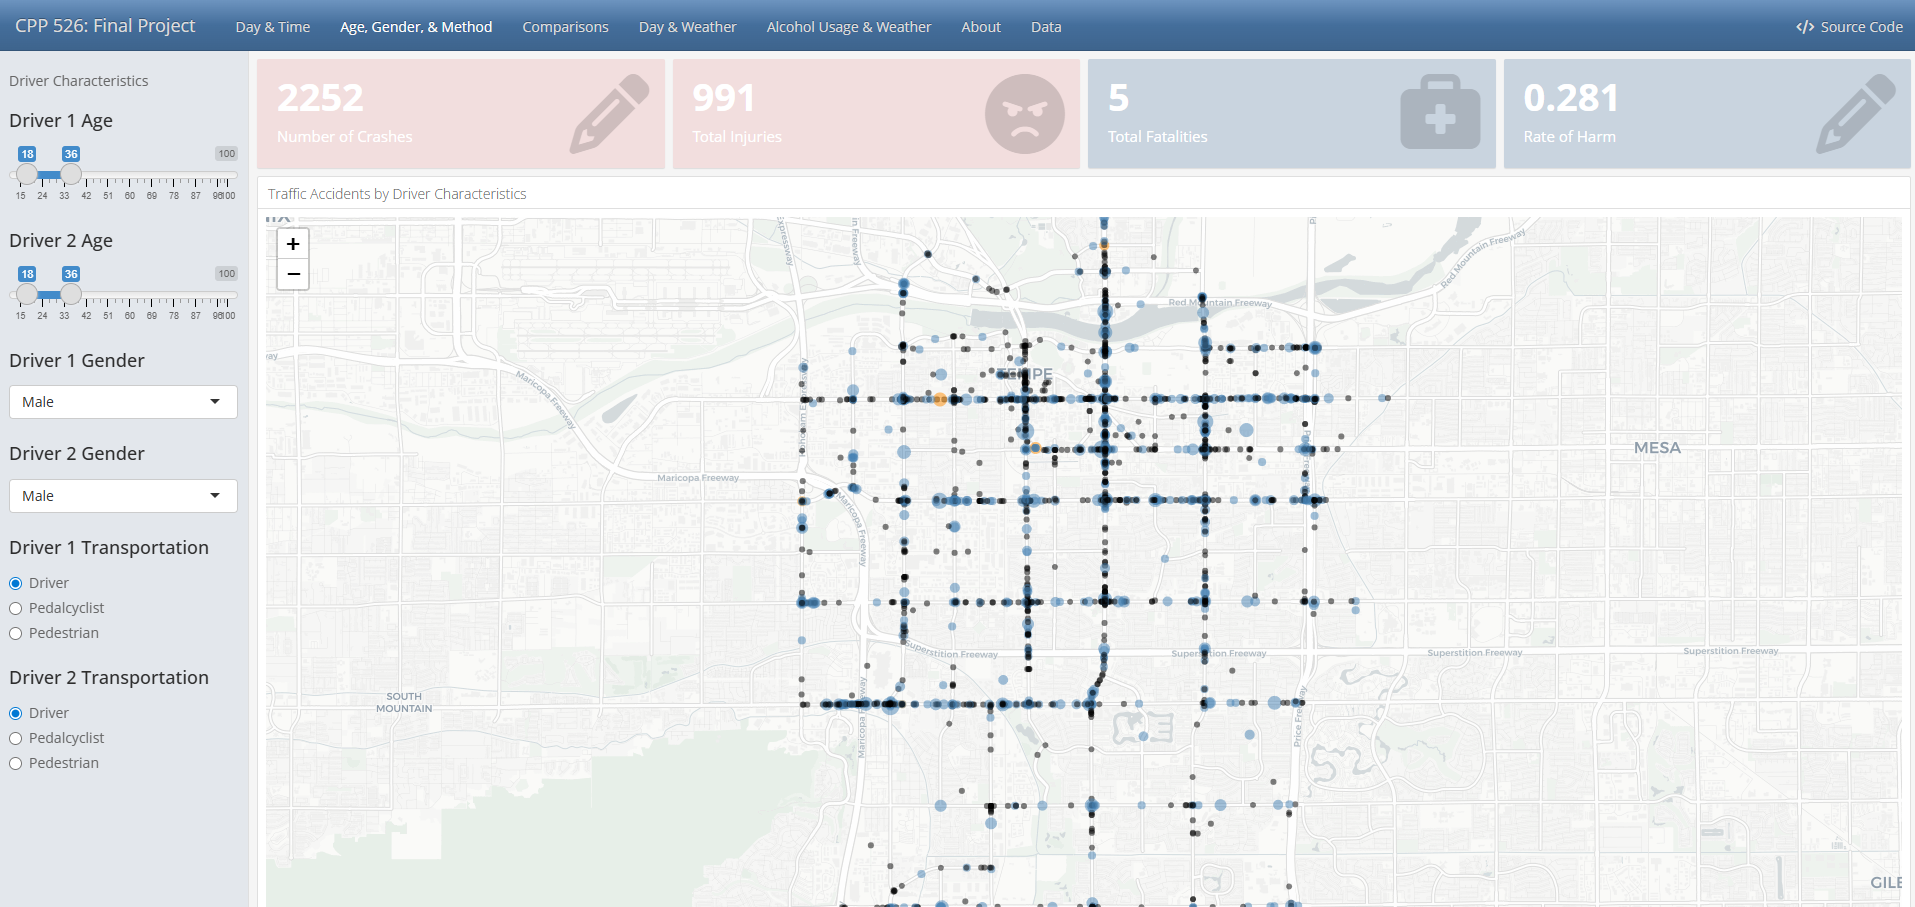 CPP 526: Final Project
Day & Time
Age, Gender, & Method
Comparisons
Day & Weather
Alcohol Usage & Weather
About
Data
</> Source Code
Driver Characteristics
Driver 1 Age
18 36 100
15 24 33 42 51 60 69 78 87 96 100
Driver 2 Age
18 36 100
15 24 33 42 51 60 69 78 87 96 100
Driver 1 Gender
Male
Driver 2 Gender
Male
Driver 1 Transportation
Driver
Pedalcyclist
Pedestrian
Driver 2 Transportation
Driver
Pedalcyclist
Pedestrian
2252
Number of Crashes
991
Total Injuries
5
Total Fatalities
0.281
Rate of Harm
Traffic Accidents by Driver Characteristics
+
−
Red Mountain Freeway
Red Mountain Freeway
TEMPE
Maricopa Freeway
MESA
Maricopa Freeway
Maricopa Freeway
Superstition Freeway
Superstition Freeway
Superstition Freeway
Superstition Freeway
SOUTH
MOUNTAIN
Maricopa Freeway
Price Freeway